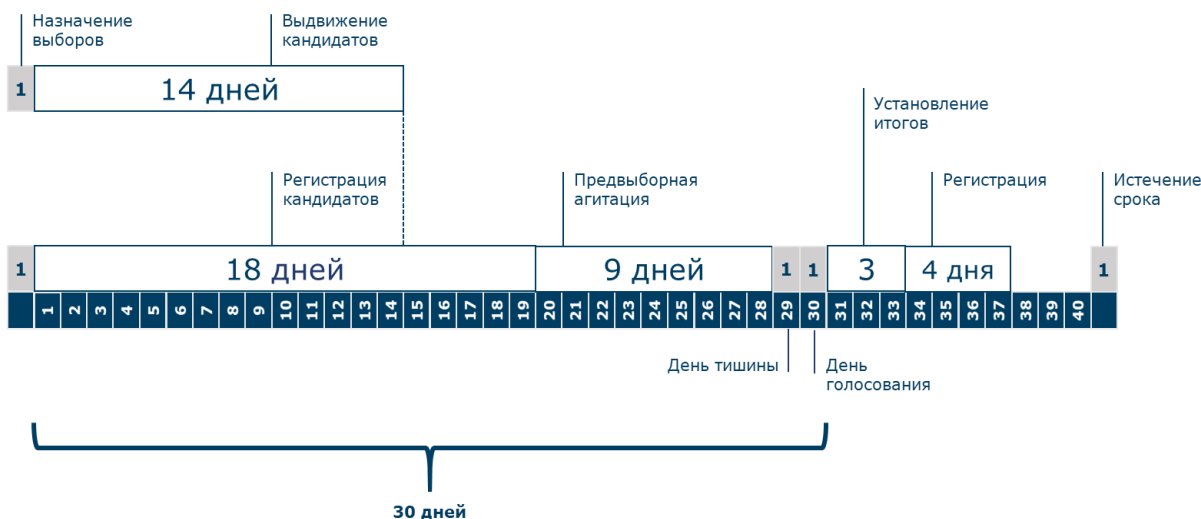 Назначение
выборов
Выдвижение
кандидатов
1
14 дней
Установление
итогов
Регистрация
кандидатов
Предвыборная
агитация
Регистрация
Истечение
срока
1
18 дней
9 дней
1
1
3
4 дня
1
1 2 3 4 5 6 7 8 9 10 11 12 13 14 15 16 17 18 19 20 21 22 23 24 25 26 27 28 29 30 31 32 33 34 35 36 37 38 39 40
День тишины
День
голосования
30 дней